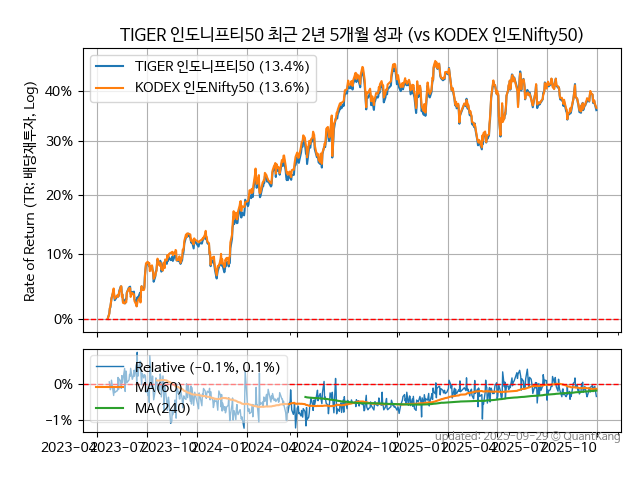 TIGER 인도니프티50 최근 2년 5개월 성과 (vs KODEX 인도Nifty50)
TIGER 인도니프티50 (13.4%)
KODEX 인도Nifty50 (13.6%)
Rate of Return (TR: 배당재투자, Log)
40%
30%
20%
10%
0%
Relative (-0.1%, 0.1%)
MA(60)
MA(240)
0%
-1%
2023-04 2023-07 2023-10 2024-01 2024-04 2024-07 2024-10 2025-01 2025-04 2025-07 2025-10
updated: 2025-09-29 © QuantKang